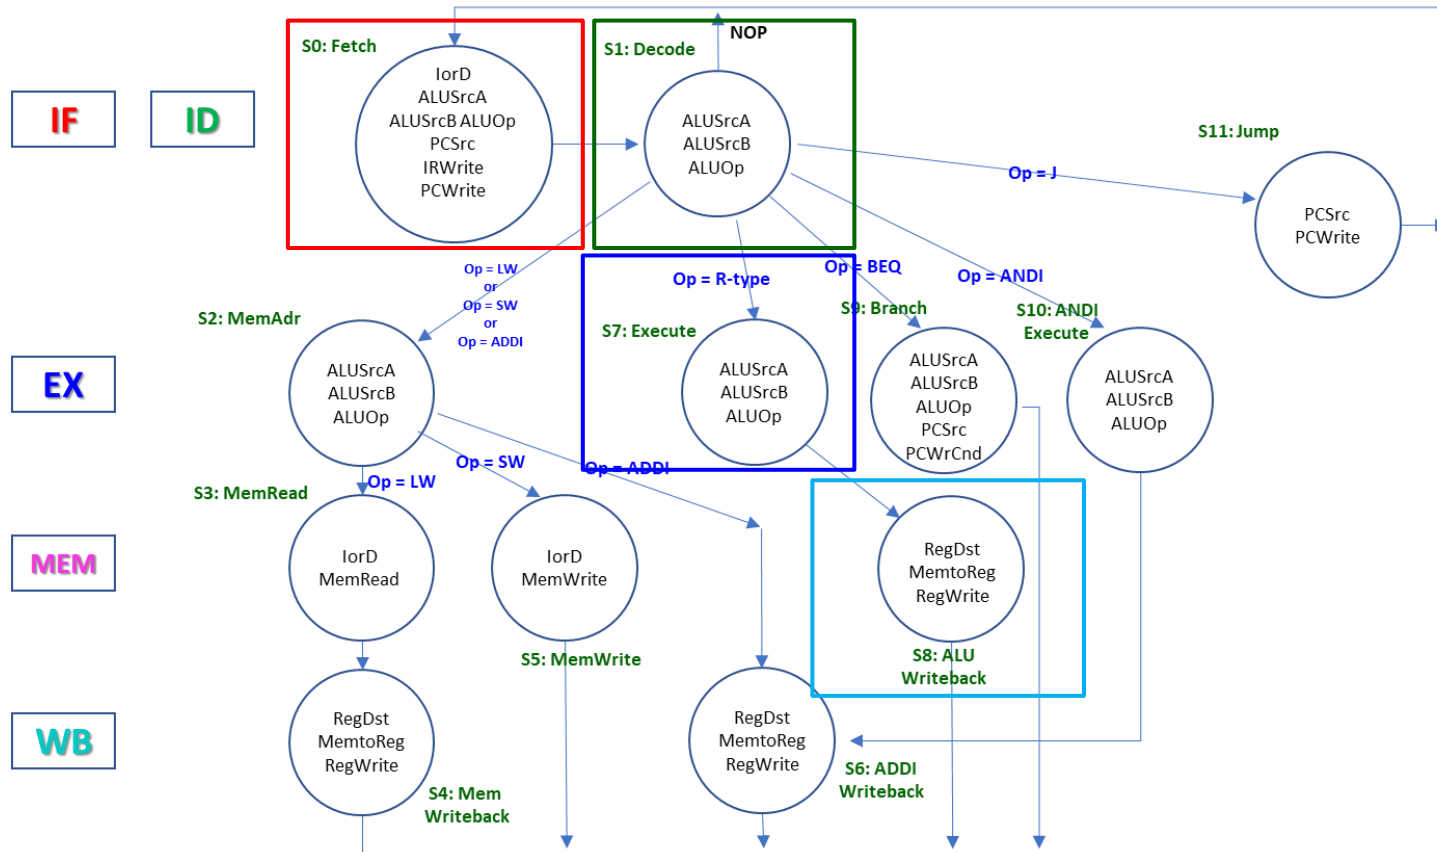 NOP
S0: Fetch
S1: Decode
IorD
ALUSrcA
ALUSrcB ALUOp
PCSrc
IRWrite
PCWrite
ALUSrcA
ALUSrcB
ALUOp
IF
ID
S11: Jump
Op = J
PCSrc
PCWrite
Op = LW
or
Op = SW
or
Op = ADDI
Op = R-type
Op = BEQ
Op = ANDI
S2: MemAdr
S7: Execute
S9: Branch
S10: ANDI
Execute
EX
ALUSrcA
ALUSrcB
ALUOp
ALUSrcA
ALUSrcB
ALUOp
ALUSrcA
ALUSrcB
ALUOp
PCSrc
PCWrCnd
ALUSrcA
ALUSrcB
ALUOp
Op = SW
Op = ADDI
Op = LW
S3: MemRead
MEM
IorD
MemRead
IorD
MemWrite
RegDst
MemtoReg
RegWrite
S5: MemWrite
S8: ALU
Writeback
WB
RegDst
MemtoReg
RegWrite
RegDst
MemtoReg
RegWrite
S4: Mem
Writeback
S6: ADDI
Writeback